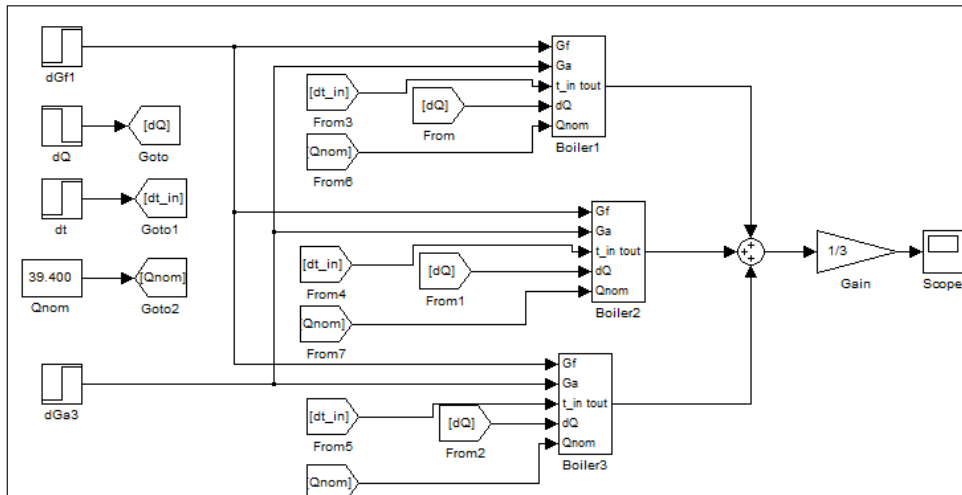 dGf1
dQ
[dQ]
Goto
dt
[dt_in]
Goto1
39.400
Qnom
[Qnom]
Goto2
dGa3
[dt_in]
From3
[dQ]
From
[Qnom]
From6
Gf
Ga
t_in tout
dQ
Qnom
Boiler1
[dt_in]
From4
[dQ]
From1
Qnom]
From7
Gf
Ga
t_in tout
dQ
Qnom
Boiler2
[dt_in]
From5
[dQ]
From2
[Qnom]
Gf
Ga
t_in tout
dQ
Qnom
Boiler3
+
+
+
1/3
Gain
Scope